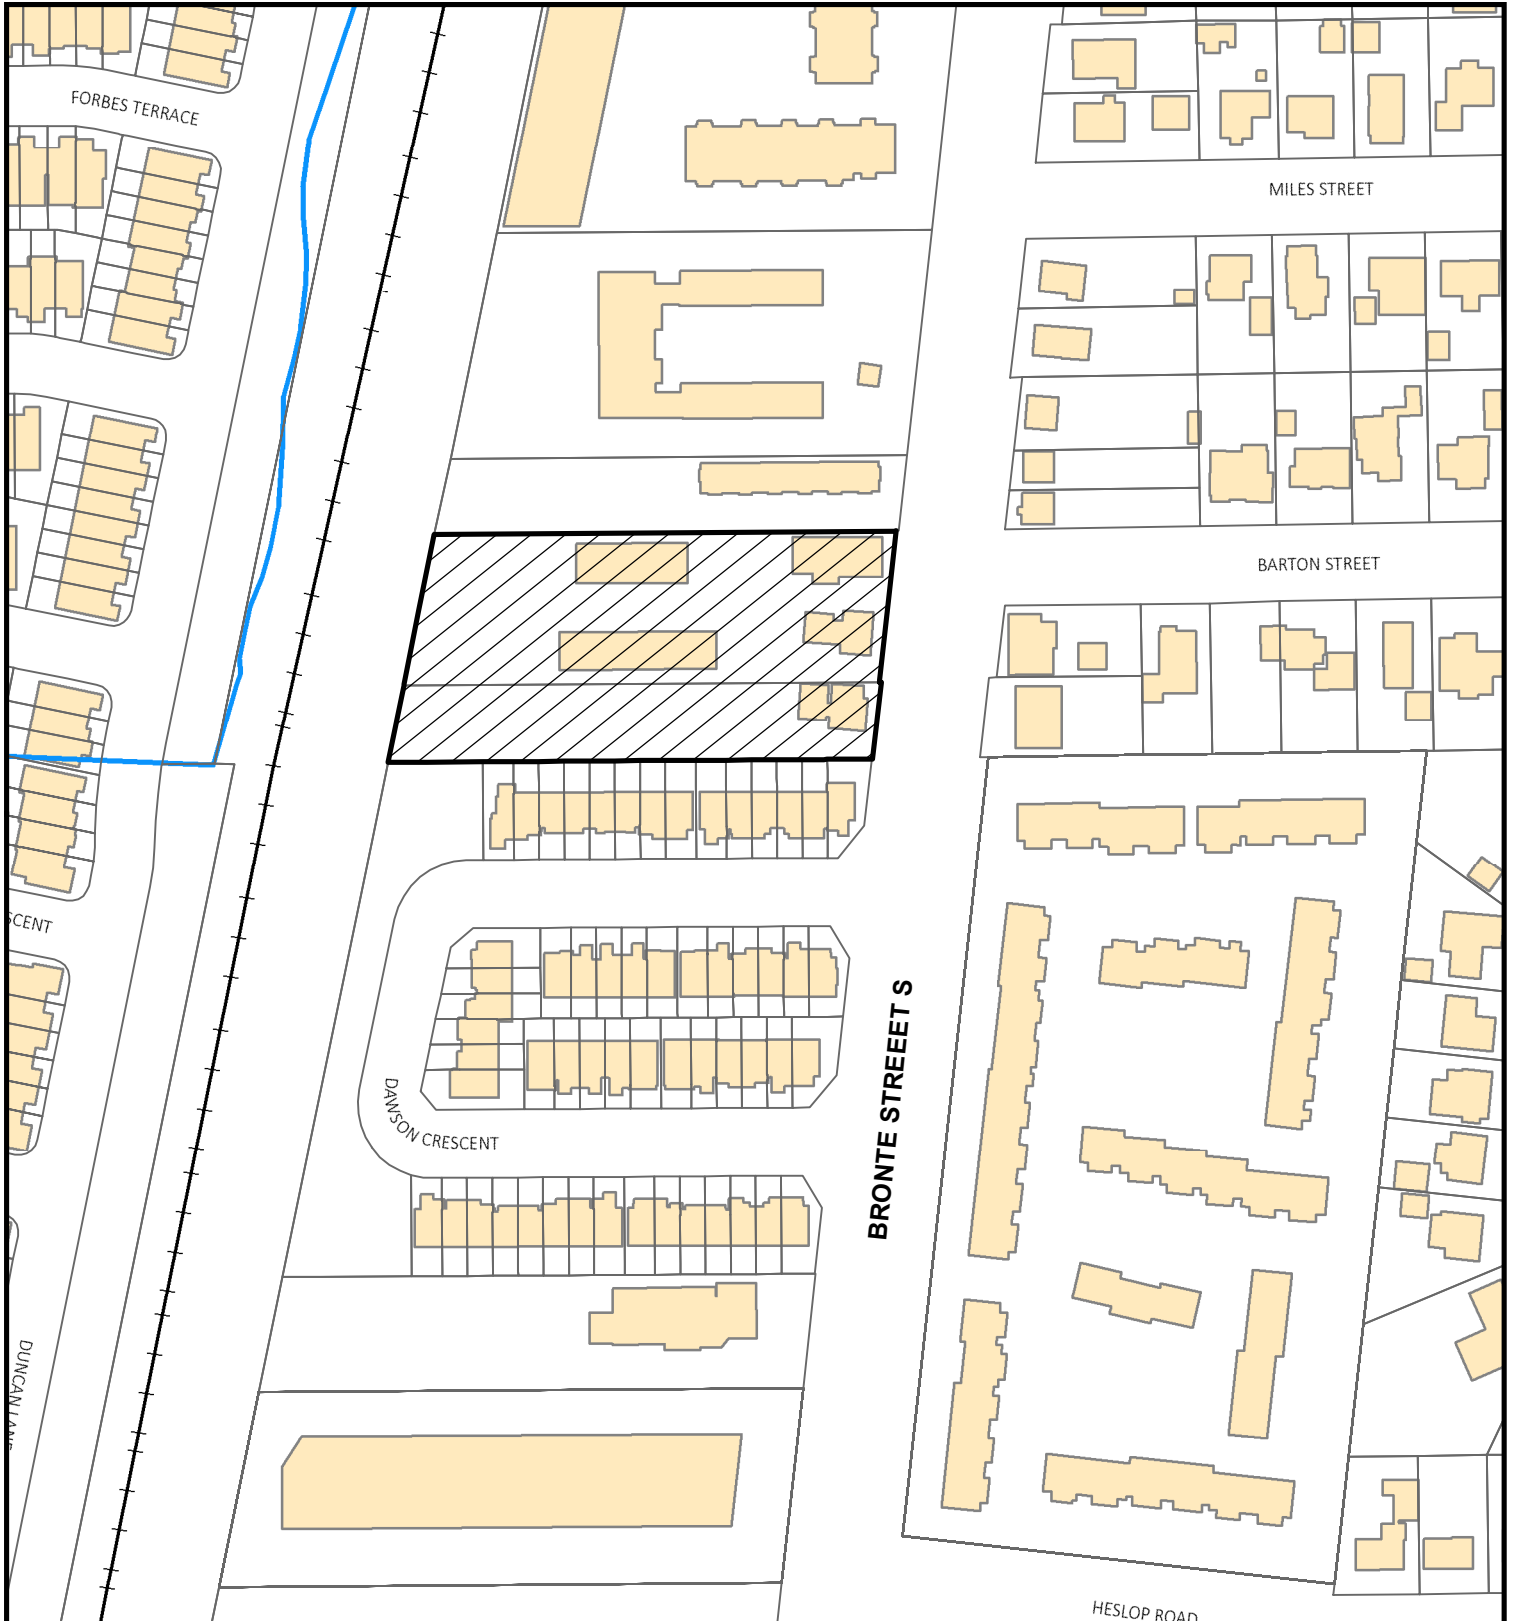 FORBES TERRACE
MILES STREET
BARTON STREET
SCENT
BRONTE STREEET S
DAWSON CRESCENT
DUNCAN LANE
HESLOP ROAD